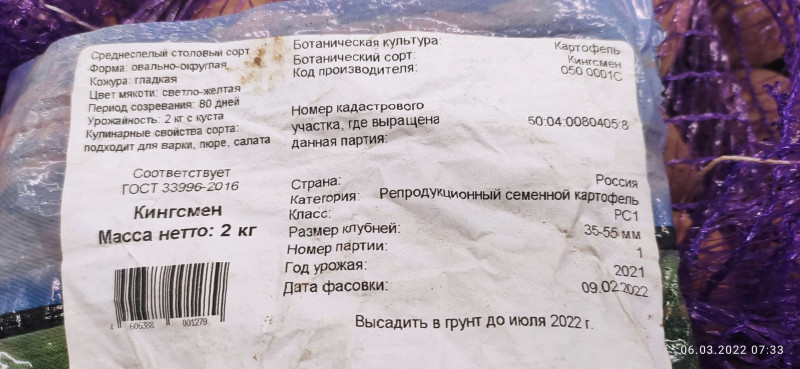 Среднеспелый столовый сорт
Форма: овально-округлая,
Кожура: гладкая
Цвет мякоти: светло-желтая
Период созревания: 80 дней
Урожайность: 2 кг с куста
Кулинарные свойства сорта:
подходит для варки, пюре, салата
Соответствует
ГОСТ 33996-2016
Кингсмен
Масса нетто: 2 кг
4 606388 001279
Ботаническая культура: Картофель
Ботанический сорт: Кингсмен
Код производителя: 050 0001С
Номер кадастрового
участка, где выращена 50:04:0080405:8
данная партия:
Страна: Россия
Категория: Репродукционный семенной картофель
Класс: РС1
Размер клубней: 35-55 мм
Номер партии: 1
Год урожая: 2021
Дата фасовки: 09.02.2022
Высадить в грунт до июля 2022 г.
06.03.2022 07:33